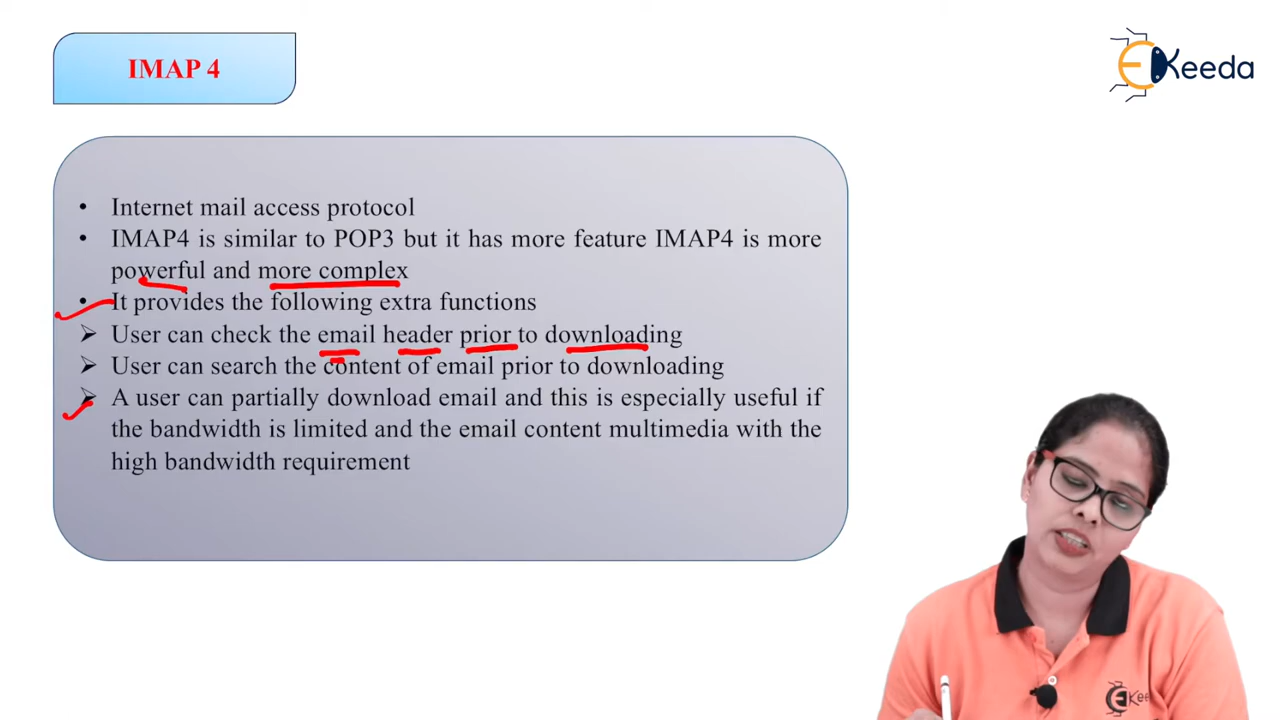 IMAP 4
Keeda
• Internet mail access protocol
• IMAP4 is similar to POP3 but it has more feature IMAP4 is more
powerful and more complex
• It provides the following extra functions
➢ User can check the email header prior to downloading
➢ User can search the content of email prior to downloading
➢ A user can partially download email and this is especially useful if
the bandwidth is limited and the email content multimedia with the
high bandwidth requirement